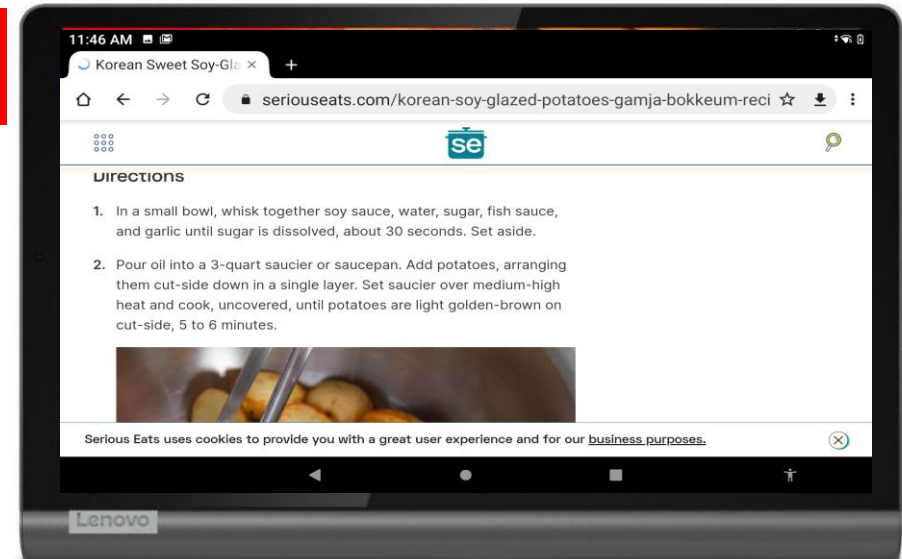 11:46 AM
Korean Sweet Soy-Gla
seriouseats.com/korean-soy-glazed-potatoes-gamja-bokkeum-reci
se
Directions
1. In a small bowl, whisk together soy sauce, water, sugar, fish sauce,
and garlic until sugar is dissolved, about 30 seconds. Set aside.
2. Pour oil into a 3-quart saucier or saucepan. Add potatoes, arranging
them cut-side down in a single layer. Set saucier over medium-high
heat and cook, uncovered, until potatoes are light golden-brown on
cut-side, 5 to 6 minutes.
Serious Eats uses cookies to provide you with a great user experience and for our business purposes.
Lenovo